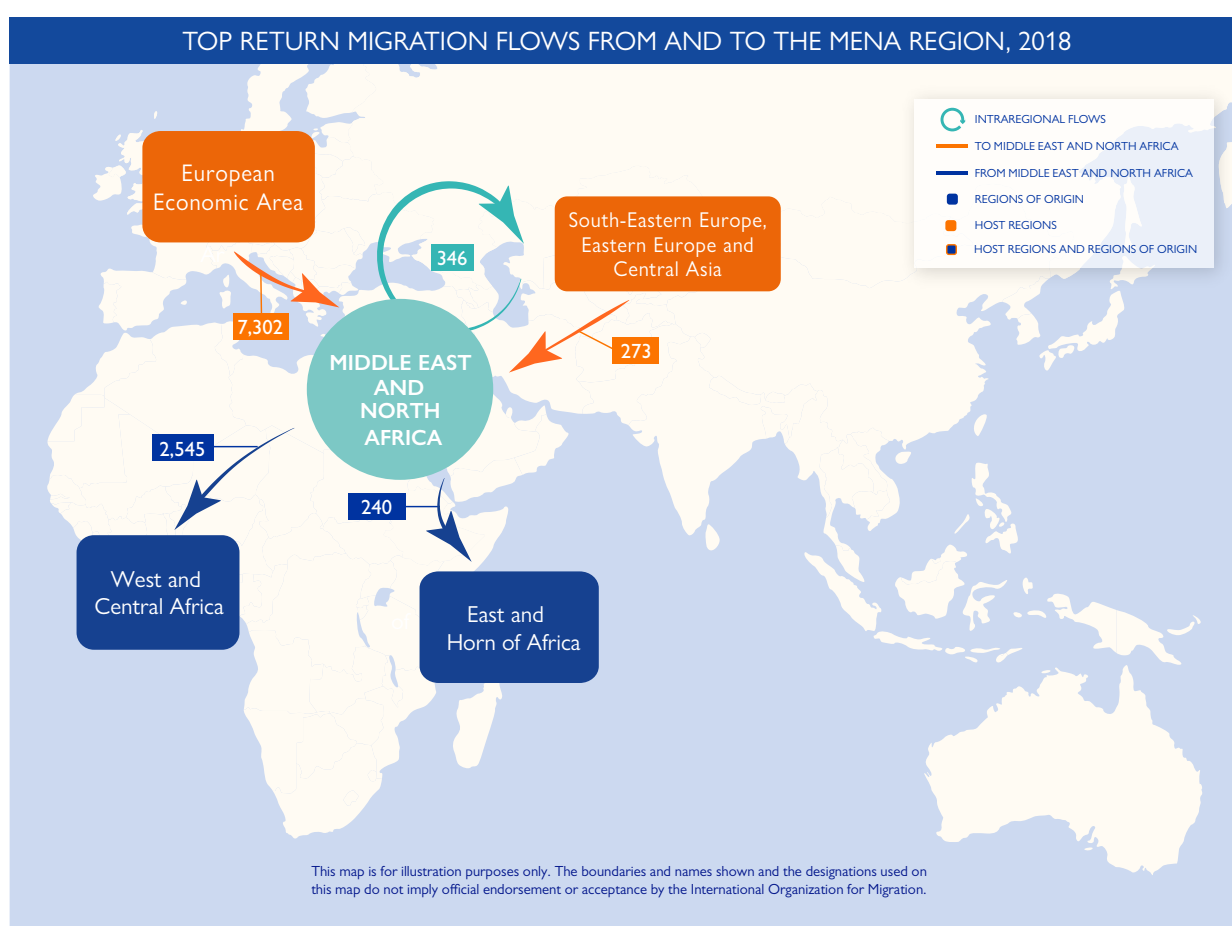 TOP RETURN MIGRATION FLOWS FROM AND TO THE MENA REGION, 2018
INTRAREGIONAL FLOWS
TO MIDDLE EAST AND NORTH AFRICA
FROM MIDDLE EAST AND NORTH AFRICA
REGIONS OF ORIGIN
HOST REGIONS
HOST REGIONS AND REGIONS OF ORIGIN
European
Economic Area
South-Eastern Europe,
Eastern Europe and
Central Asia
346
7,302
273
MIDDLE EAST
AND
NORTH
AFRICA
2,545
240
West and
Central Africa
East and
Horn of Africa
This map is for illustration purposes only. The boundaries and names shown and the designations used on
this map do not imply official endorsement or acceptance by the International Organization for Migration.